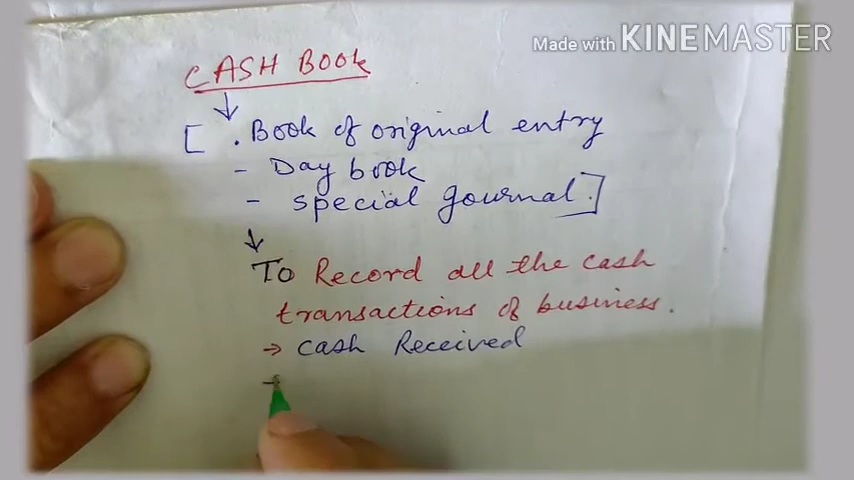 Made with KINEMASTER
CASH BOOK
[ . Book of original entry
- Day book
- special Journal.]
To Record all the cash
transactions of business.
→ cash Received